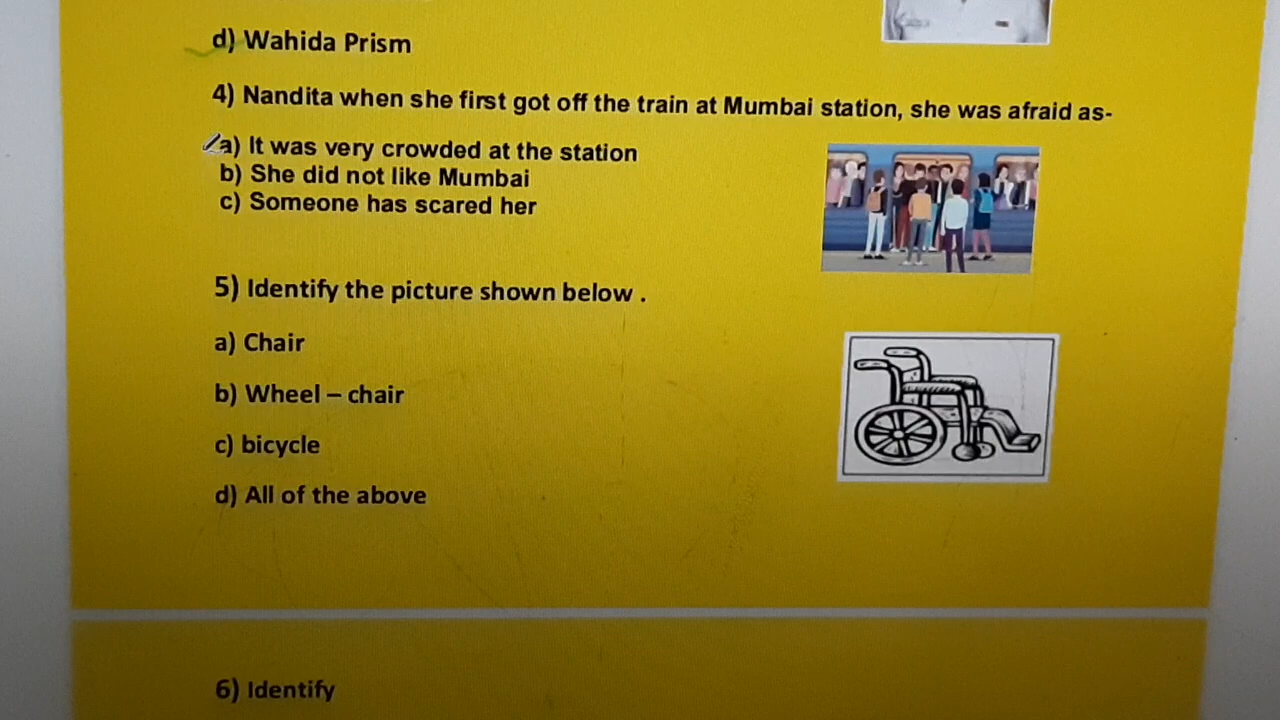 d) Wahida Prism
4) Nandita when she first got off the train at Mumbai station, she was afraid as-
a) It was very crowded at the station
b) She did not like Mumbai
c) Someone has scared her
5) Identify the picture shown below .
a) Chair
b) Wheel – chair
c) bicycle
d) All of the above
6) Identify